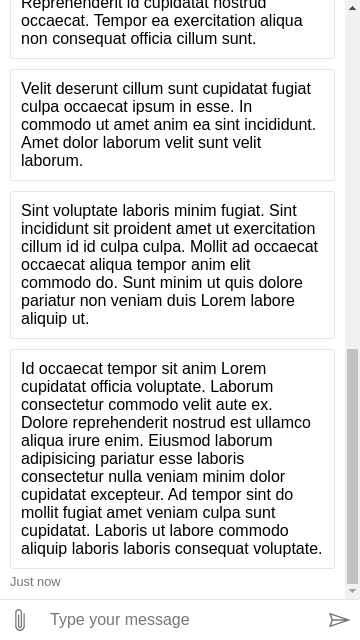 Reprehenderit id cupidatat nostrud
occaecat. Tempor ea exercitation aliqua
non consequat officia cillum sunt.
Velit deserunt cillum sunt cupidatat fugiat
culpa occaecat ipsum in esse. In
commodo ut amet anim ea sint incididunt.
Amet dolor laborum velit sunt velit
laborum.
Sint voluptate laboris minim fugiat. Sint
incididunt sit proident amet ut exercitation
cillum id id culpa culpa. Mollit ad occaecat
occaecat aliqua tempor anim elit
commodo do. Sunt minim ut quis dolore
pariatur non veniam duis Lorem labore
aliquip ut.
Id occaecat tempor sit anim Lorem
cupidatat officia voluptate. Laborum
consectetur commodo velit aute ex.
Dolore reprehenderit nostrud est ullamco
aliqua irure enim. Eiusmod laborum
adipisicing pariatur esse laboris
consectetur nulla veniam minim dolor
cupidatat excepteur. Ad tempor sint do
mollit fugiat amet veniam culpa sunt
cupidatat. Laboris ut labore commodo
aliquip laboris laboris consequat voluptate.
Just now
Type your message